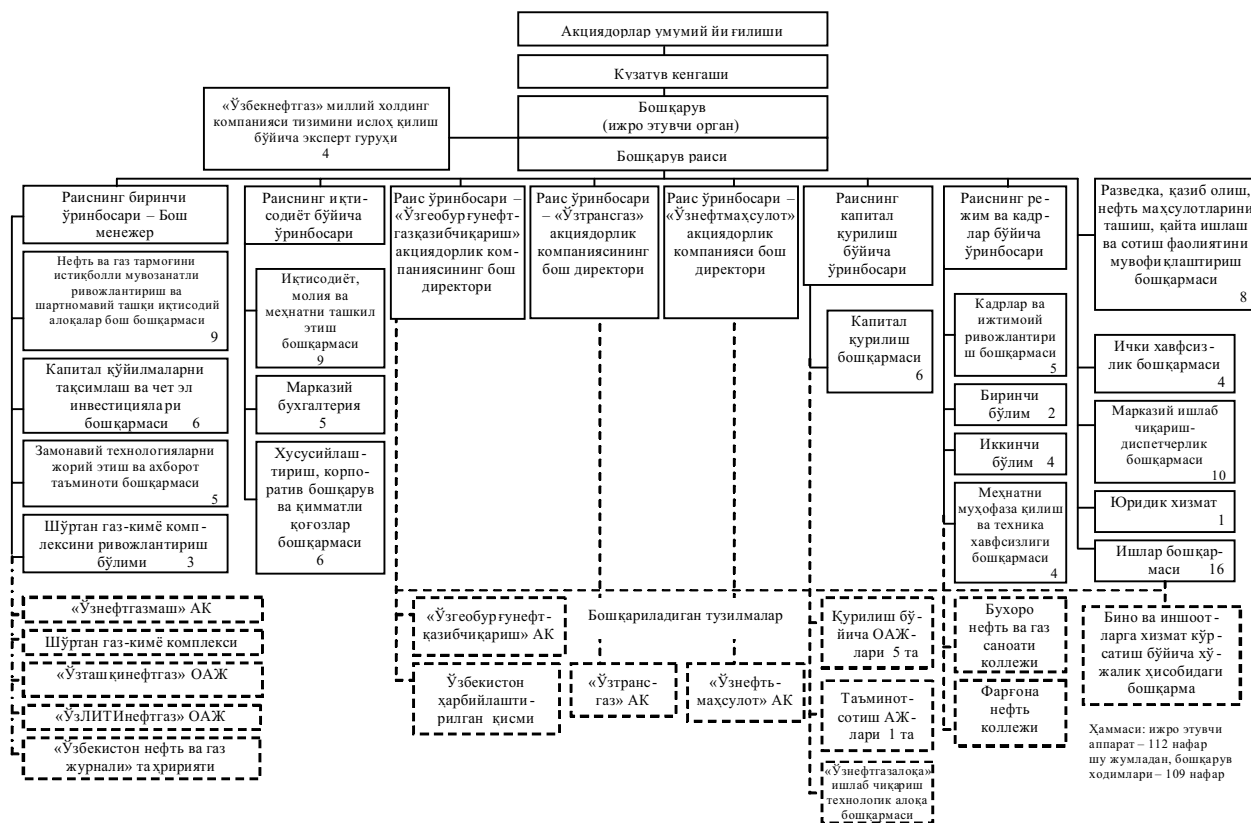 Акциядорлар умумий йи ғилиши
Кузатув кенгаши
Бошқарув
(ижро этувчи орган)
Бошқарув раиси
«Ўзбекнефтгаз» миллий холдинг
компанияси тизимини ислоҳ қилиш
бўйича эксперт гуруҳи
4
Раиснинг биринчи
ўринбосари – Бош
менежер
Нефть ва газ тармоғини
истиқболли мувозанатли
ривожлантириш ва
шартномавий ташқи иқтисодий
алоқалар бош бошқармаси
9
Капитал қўйилмаларни
тақсимлаш ва чет эл
инвестициялари
бошқармаси 6
Замонавий технологияларни
жорий этиш ва ахборот
таъминоти бошқармаси
5
Шўртан газ-кимё ком-
плексини ривожлантириш
бўлими 3
«Ўзнефтгазмаш» АК
Шўртан газ-кимё комплекси
«Ўзташқинефтгаз» ОАЖ
«ЎзЛИТИнефтгаз» ОАЖ
«Ўзбекистон нефть ва газ
журнали» таҳририяти
Раиснинг иқти-
содиёт бўйича
ўринбосари
Иқтисодиёт,
молия ва
меҳнатни ташкил
этиш
бошқармаси
9
Марказий
бухгалтерия
5
Хусусийлаш-
тириш, корпо-
ратив бошқарув
ва қимматли
қоғозлар
бошқармаси
6
Раис ўринбосари –
«Ўзгеобурғунефт-
газқазибчиқариш»
акциядорлик ком-
паниясининг бош
директори
Раис ўринбосари
– «Ўзтрансгаз»
акциядорлик
компаниясининг
бош директори
Раис ўринбосари –
«Ўзнефтмаҳсулот»
акциядорлик
компанияси бош
директори
Бошқариладиган тузилмалар
«Ўзгеобурғунефт-
қазибчиқариш» АК
Ўзбекистон
ҳарбийлашти-
рилган қисми
«Ўзтранс-
газ» АК
«Ўзнефть-
маҳсулот» АК
Раиснинг
капитал
қурилиш
бўйича
ўринбосари
Капитал
қурилиш
бошқармаси
6
Қурилиш бў-
йича ОАЖ-
лари 5 та
Таъминот-
сотиш АЖ-
лари 1 та
«Ўзнефтгазалоқа»
ишлаб чиқариш
технологик алоқа
бошқармаси
Раиснинг ре-
жим ва кадр-
лар бўйича
ўринбосари
Кадрлар ва
ижтимоий
ривожлантири
ш бошқармаси
5
Биринчи
бўлим 2
Иккинчи
бўлим 4
Меҳнатни
муҳофаза қилиш
ва техника
хавфсизлиги
бошқармаси
4
Бухоро
нефть ва газ
саноати
коллежи
Фарғона
нефть
коллежи
Разведка, қазиб олиш,
нефть маҳсулотларини
ташиш, қайта ишлаш
ва сотиш фаолиятини
мувофиқлаштириш
бошқармаси
8
Ички хавфсиз-
лик бошқармаси
4
Марказий ишлаб
чиқариш-
диспетчерлик
бошқармаси
10
Юридик хизмат
1
Ишлар бошқар-
маси 16
Бино ва иншоот-
ларга хизмат кўр-
сатиш бўйича хў-
жалик ҳисобидаги
бошқарма
Ҳаммаси: ижро этувчи
аппарат – 112 нафар
шу жумладан, бошқарув
ходимлари – 109 нафар